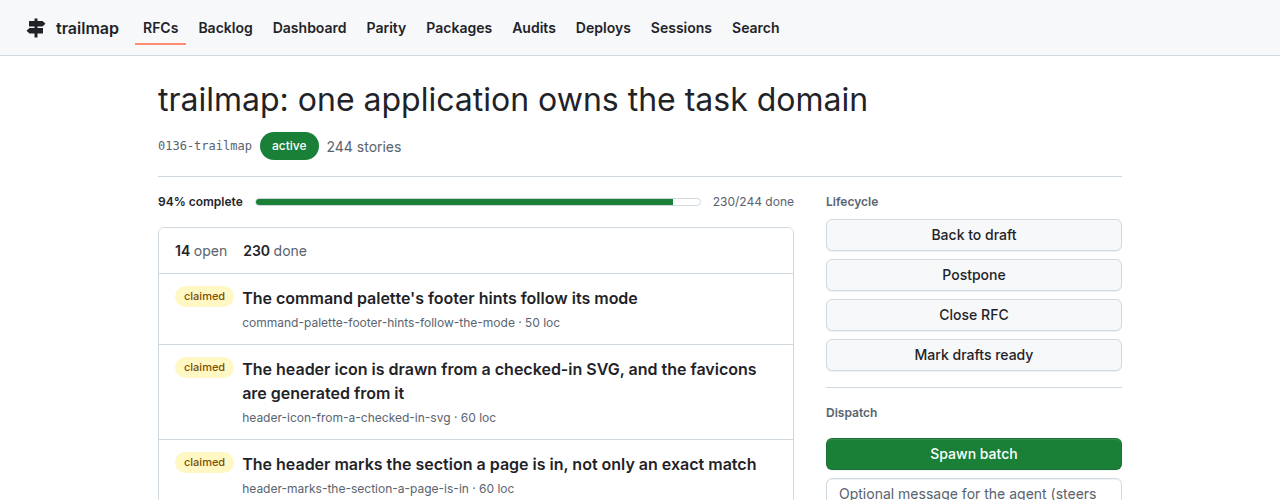 trailmap RFCs Backlog Dashboard Parity Packages Audits Deploys Sessions Search
trailmap: one application owns the task domain
0136-trailmap active 244 stories
94% complete 230/244 done
14 open 230 done
claimed The command palette's footer hints follow its mode
command-palette-footer-hints-follow-the-mode · 50 loc
claimed The header icon is drawn from a checked-in SVG, and the favicons
are generated from it
header-icon-from-a-checked-in-svg · 60 loc
claimed The header marks the section a page is in, not only an exact match
header-marks-the-section-a-page-is-in · 60 loc
Lifecycle
Back to draft
Postpone
Close RFC
Mark drafts ready
Dispatch
Spawn batch
Optional message for the agent (steers